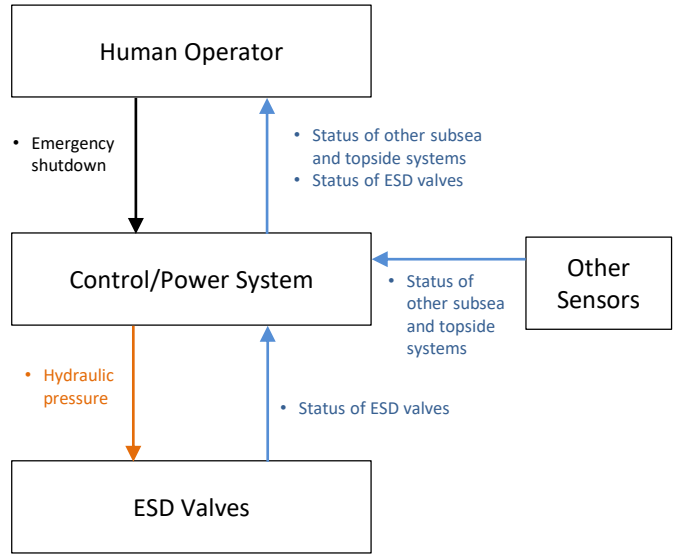 Human Operator
• Emergency
shutdown
• Status of other subsea
and topside systems
• Status of ESD valves
Control/Power System
Other
Sensors
• Status of
other subsea
and topside
systems
• Hydraulic
pressure
• Status of ESD valves
ESD Valves